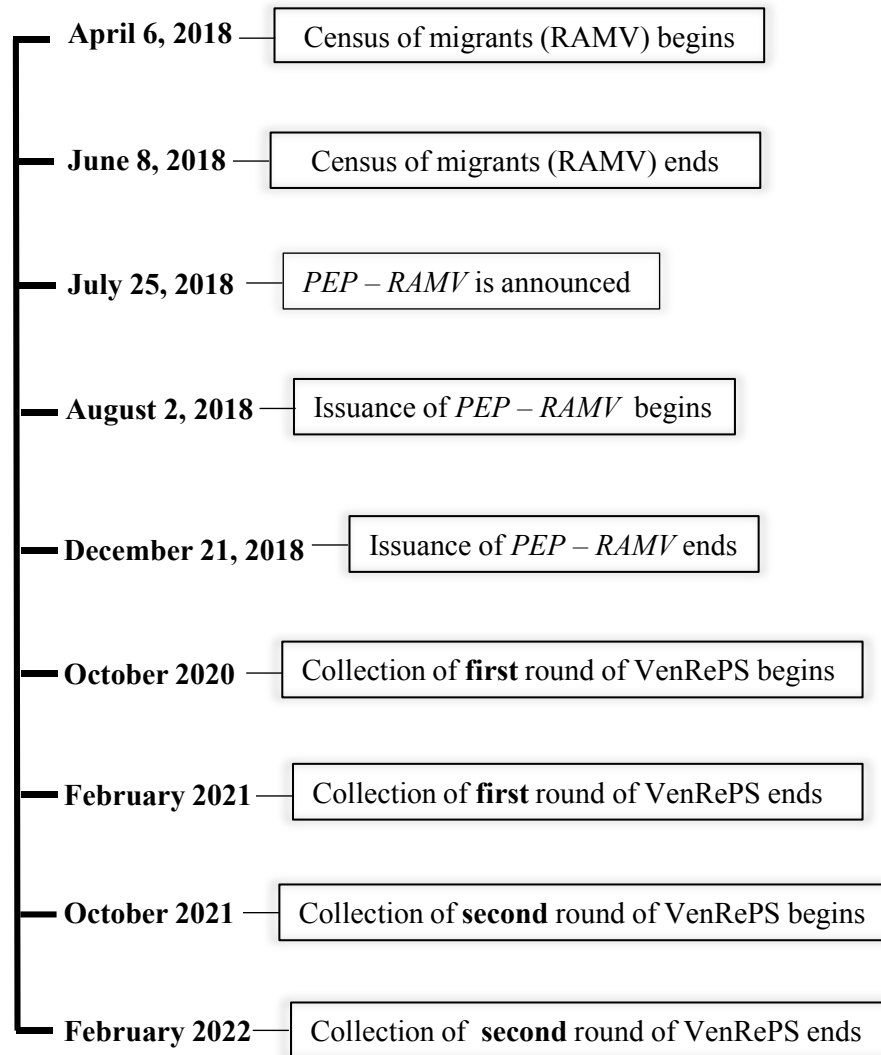 April 6, 2018 Census of migrants (RAMV) begins
June 8, 2018 Census of migrants (RAMV) ends
July 25, 2018 PEP – RAMV is announced
August 2, 2018 Issuance of PEP – RAMV begins
December 21, 2018 Issuance of PEP – RAMV ends
October 2020 Collection of first round of VenRePS begins
February 2021 Collection of first round of VenRePS ends
October 2021 Collection of second round of VenRePS begins
February 2022 Collection of second round of VenRePS ends